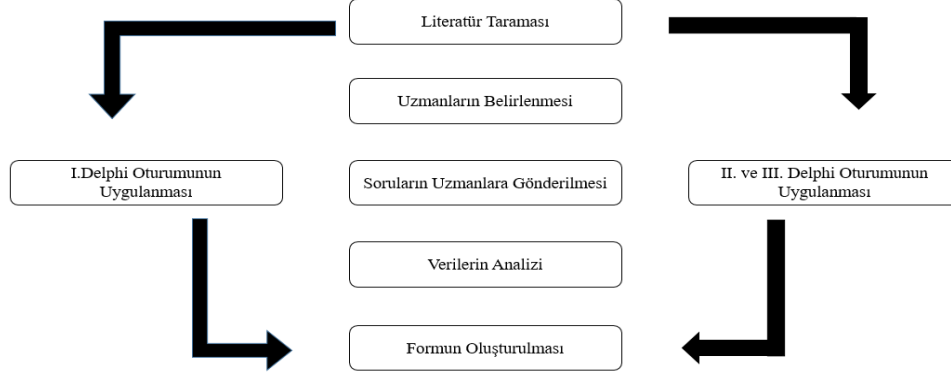 Literatür Taraması
Uzmanların Belirlenmesi
I.Delphi Oturumunun
Uygulanması
Soruların Uzmanlara Gönderilmesi
II. ve III. Delphi Oturumunun
Uygulanması
Verilerin Analizi
Formun Oluşturulması